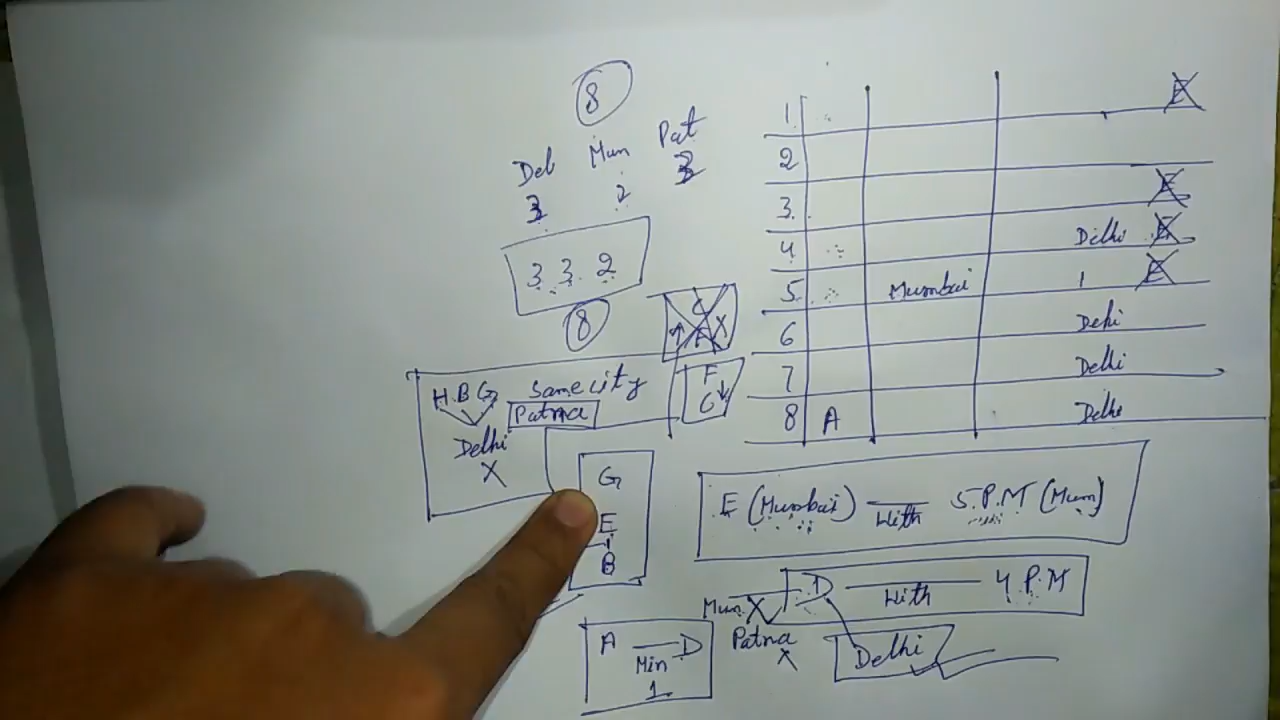 8
Del Mun Pat
3 2 3
3 3 2
8
H.B.G Same city
Patna
Delhi
X
F
G
E
B
A D
Min
1
1 E
2
3 E
4 Delhi E
5 Mumbai 1 E
6 Delhi
7 Delhi
8 A Delhi
E (Mumbai) With 5 P.M (Mum)
Mum X D With 4 P.M
Patna
X
Delhi